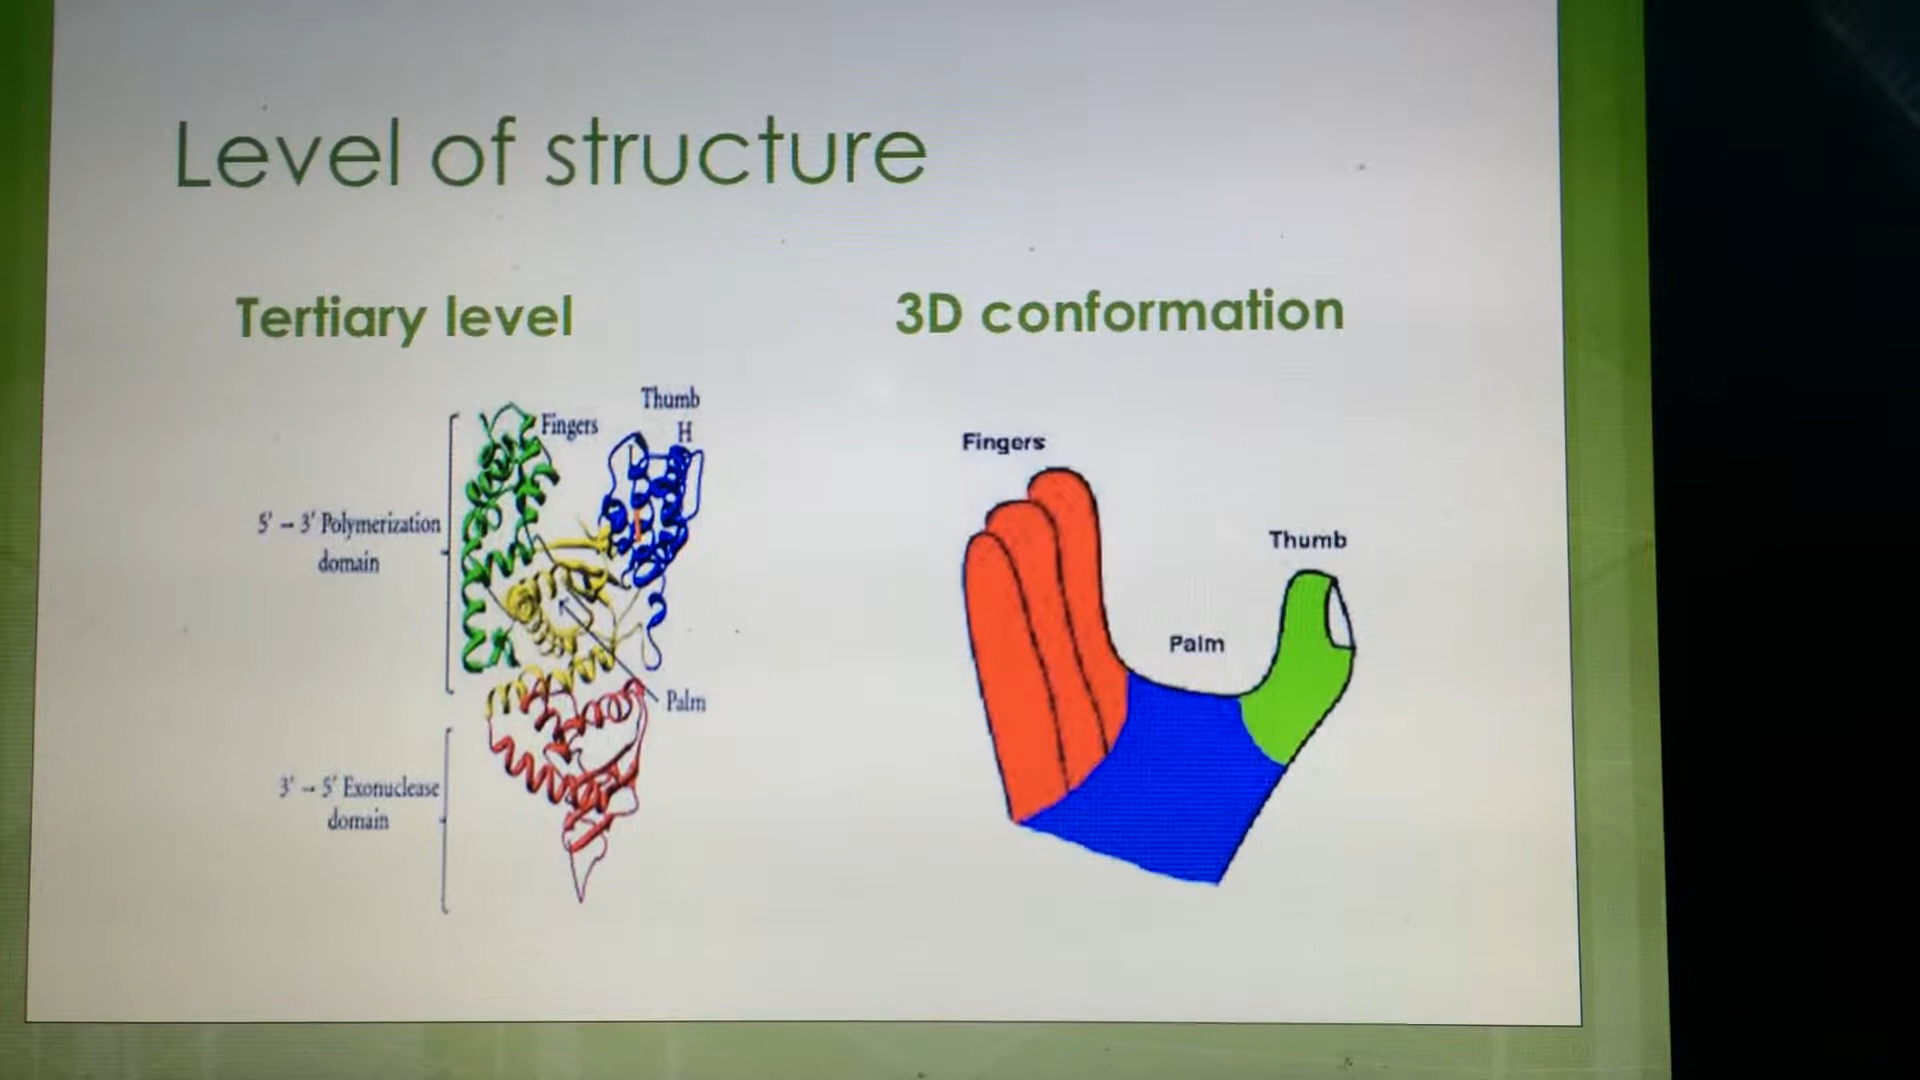 Level of structure
Tertiary level
Fingers
Thumb
H
5' – 3' Polymerization
domain
Palm
3' – 5' Exonuclease
domain
3D conformation
Fingers
Thumb
Palm